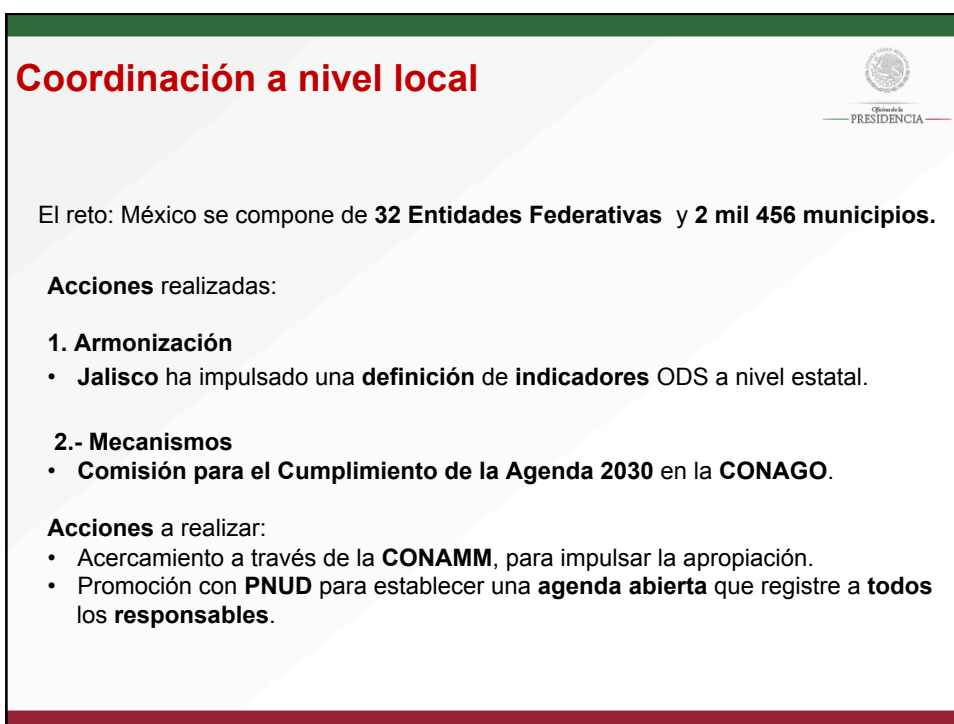 Coordinación a nivel local
Oficina de la
PRESIDENCIA
El reto: México se compone de 32 Entidades Federativas y 2 mil 456 municipios.
Acciones realizadas:
1. Armonización
• Jalisco ha impulsado una definición de indicadores ODS a nivel estatal.
2.- Mecanismos
• Comisión para el Cumplimiento de la Agenda 2030 en la CONAGO.
Acciones a realizar:
• Acercamiento a través de la CONAMM, para impulsar la apropiación.
• Promoción con PNUD para establecer una agenda abierta que registre a todos
los responsables.